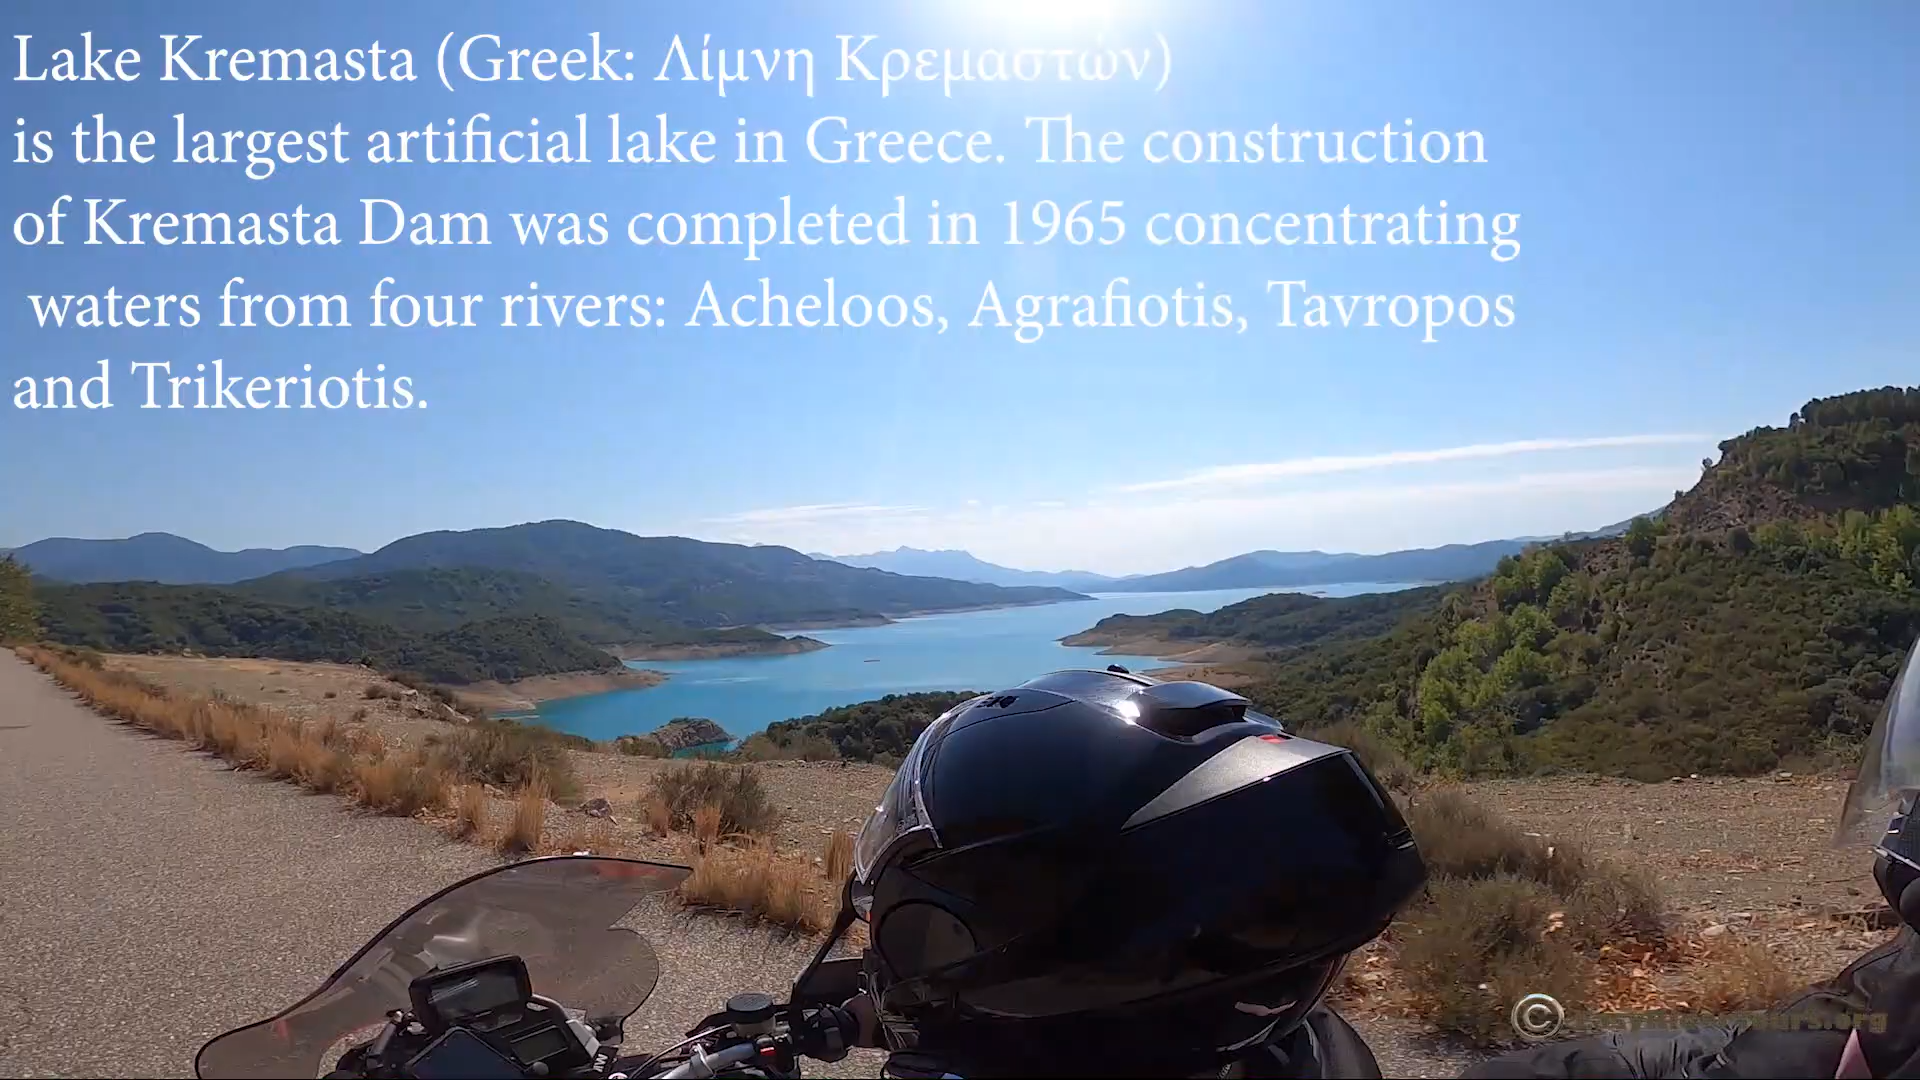 Lake Kremasta (Greek: Λίμνη Κρεμαστών)
is the largest artificial lake in Greece. The construction
of Kremasta Dam was completed in 1965 concentrating
waters from four rivers: Acheloos, Agrafiotis, Tavropos
and Trikeriotis.
©